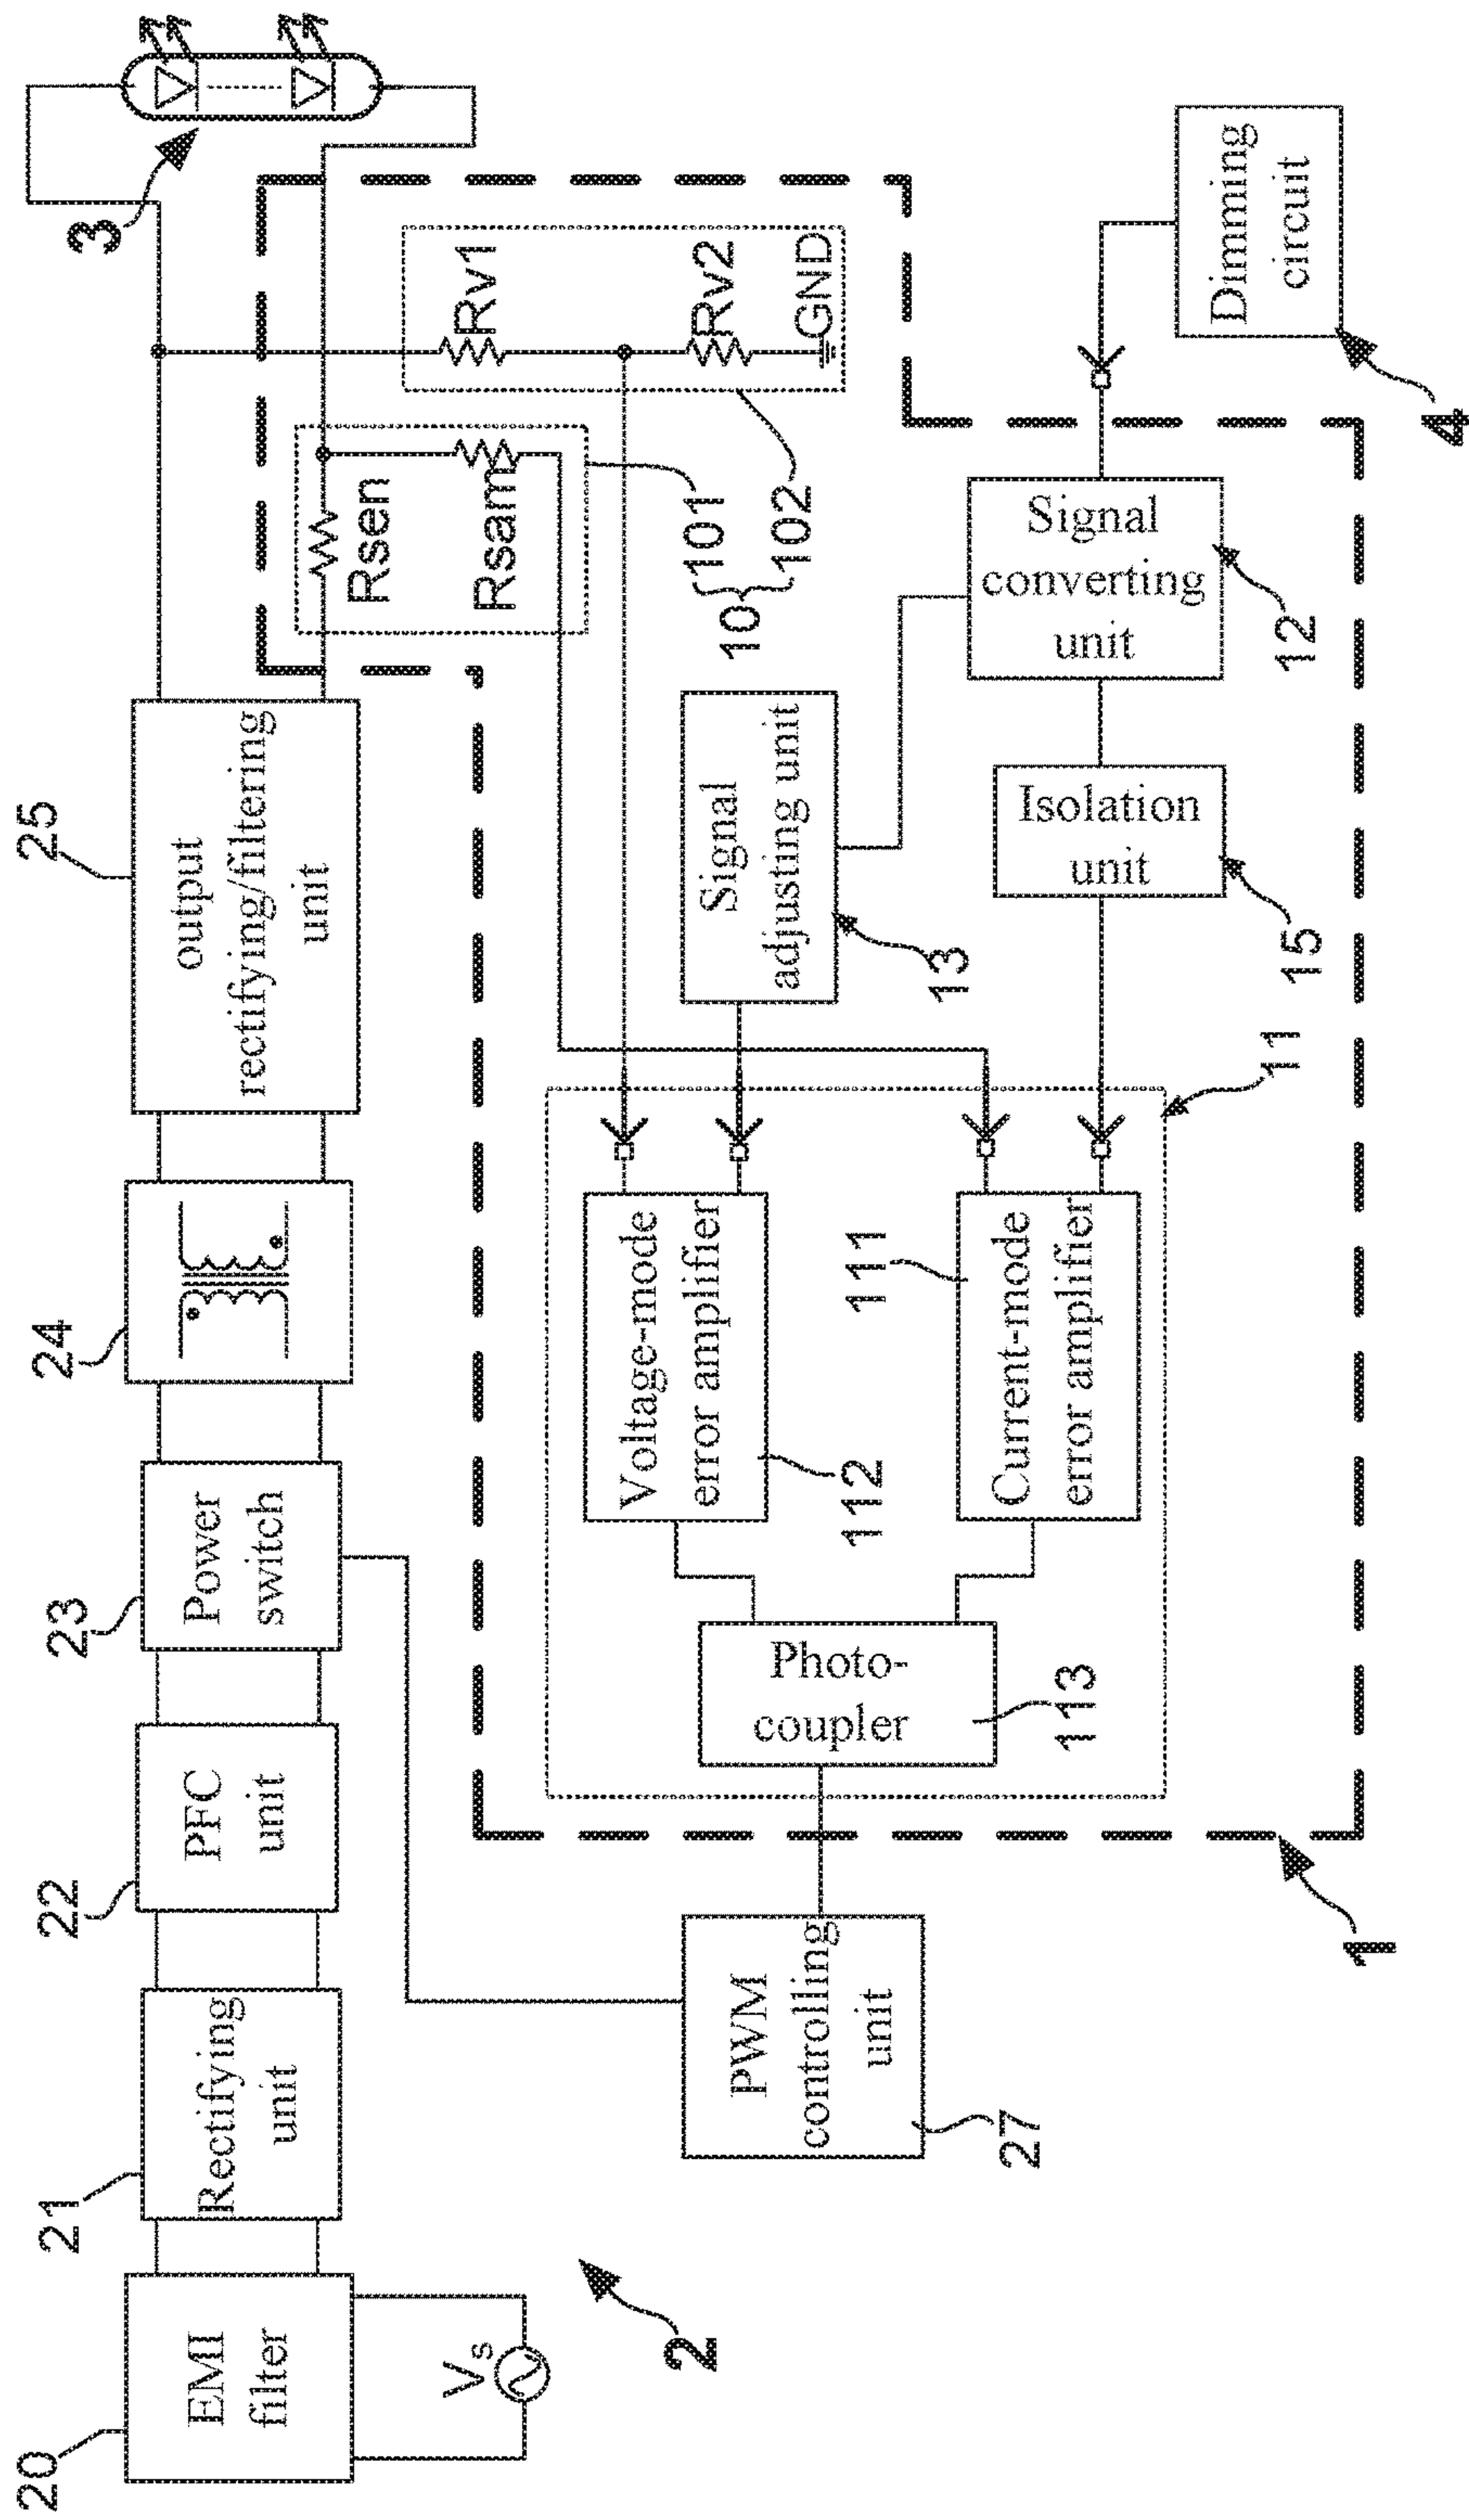 20
21
22
23
24
25
3
EMI
filter
Rectifying
unit
PFC
unit
Power
switch
output
rectifying/filtering
unit
Vs
2
Rsen
Rsam
Rv1
Rv2
GND
101
10
102
PWM
controlling
unit
27
Photo-
coupler
113
Voltage-mode
error amplifier
112
111
Current-mode
error amplifier
11
Signal
adjusting unit
13
Isolation
unit
15
Signal
converting
unit
12
Dimming
circuit
4
1